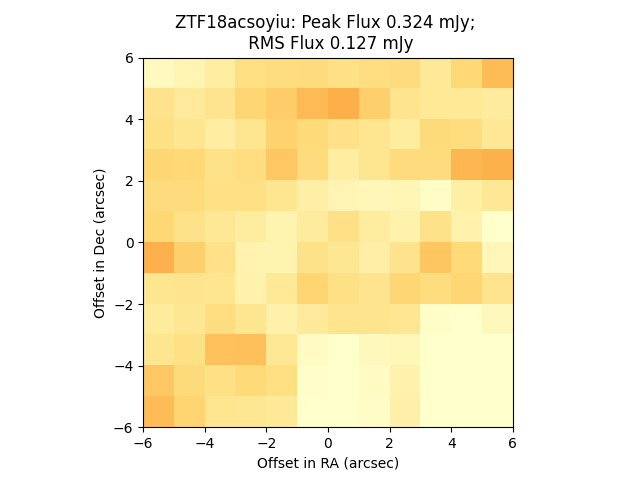 ZTF18acsoyiu: Peak Flux 0.324 mJy;
RMS Flux 0.127 mJy
6
4
2
0
−2
−4
−6
Offset in Dec (arcsec)
−6 −4 −2 0 2 4 6
Offset in RA (arcsec)